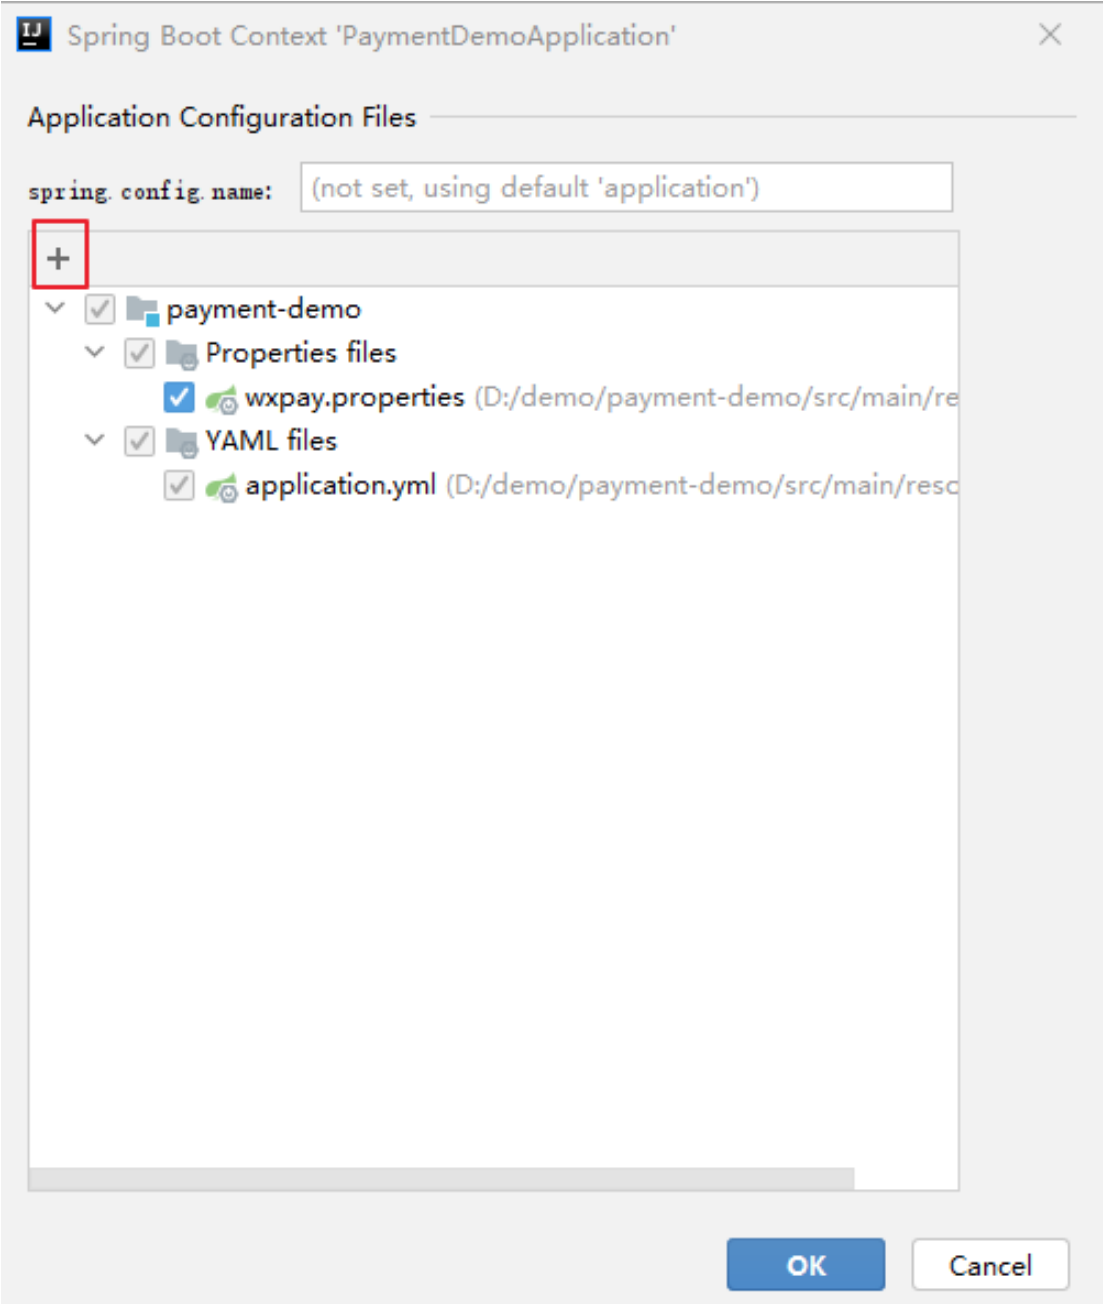 IJ
Spring Boot Context 'PaymentDemoApplication'
Application Configuration Files
spring.config.name: (not set, using default 'application')
payment-demo
Properties files
wxpay.properties (D:/demo/payment-demo/src/main/re
YAML files
application.yml (D:/demo/payment-demo/src/main/resc
OK Cancel